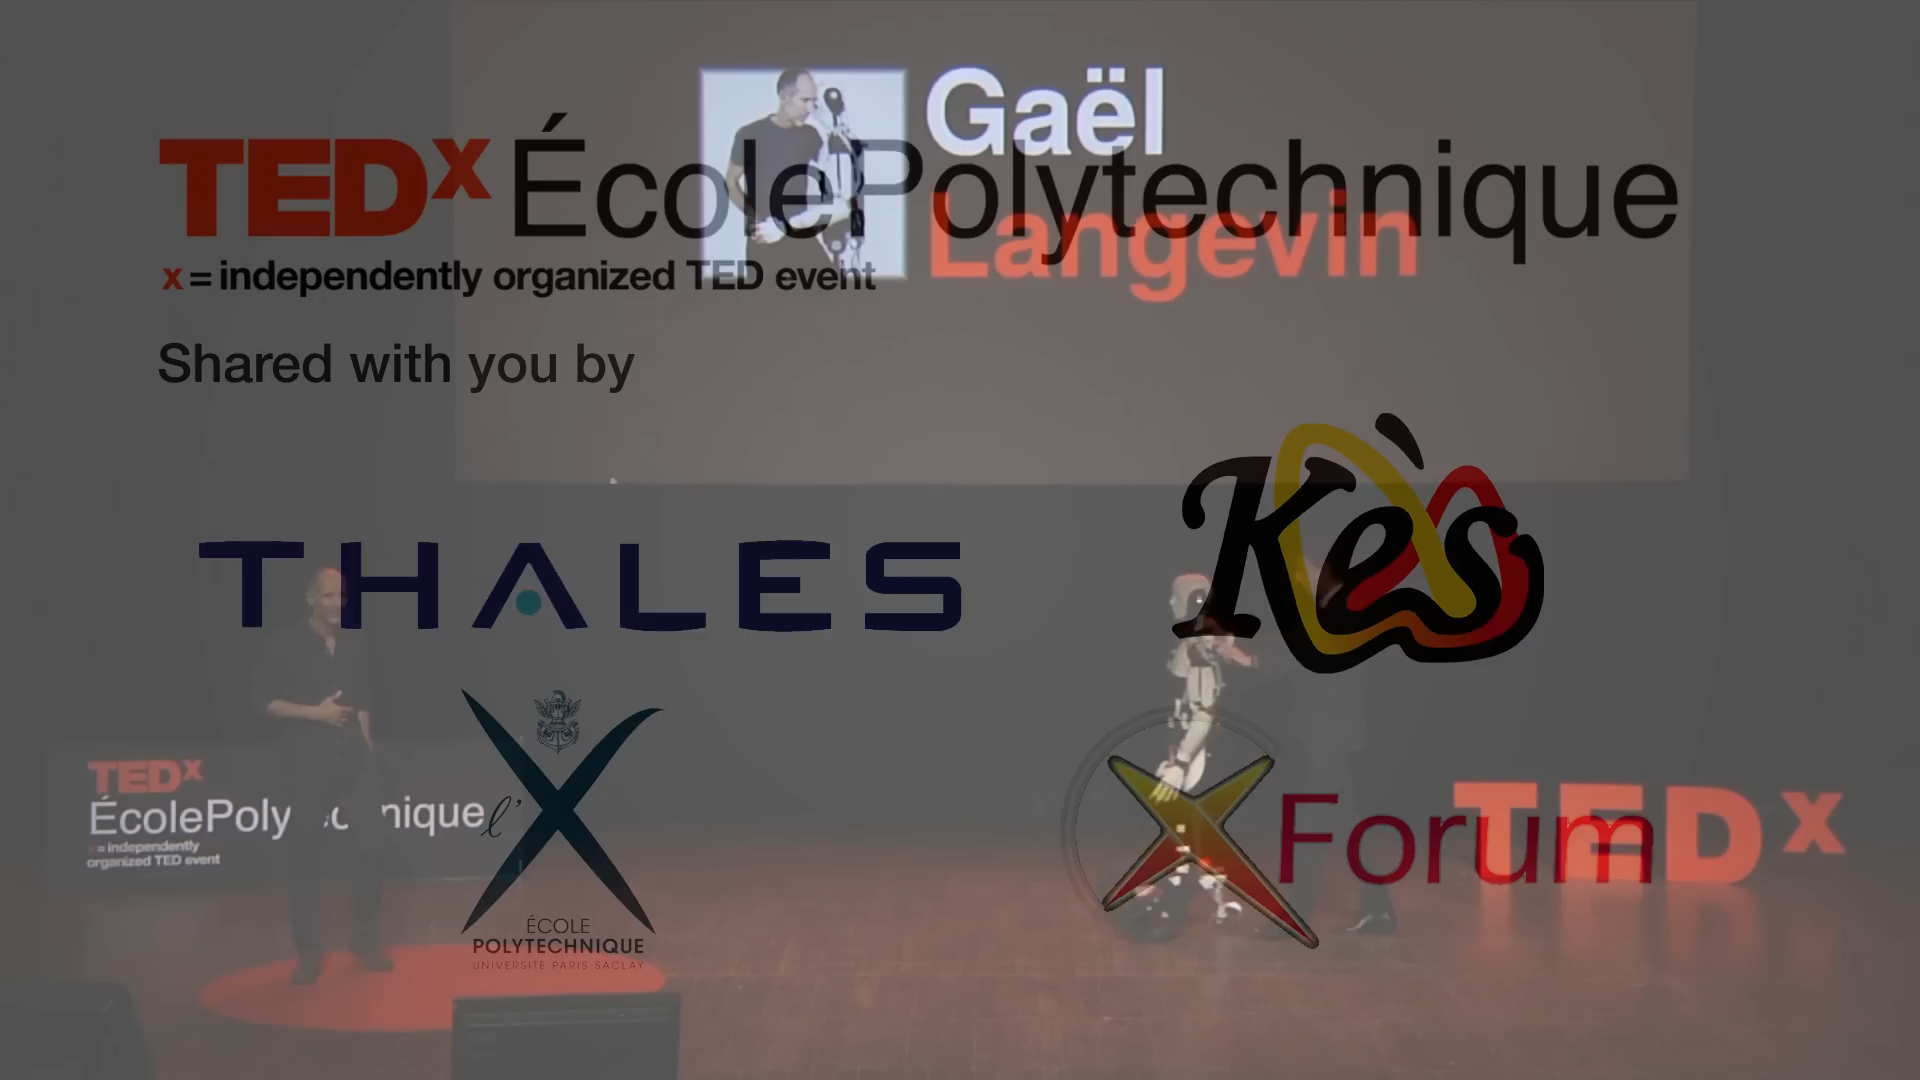 Gaël
Langevin
TEDx ÉcolePolytechnique
x = independently organized TED event
Shared with you by
THALES
Kès
l'X
ÉCOLE
POLYTECHNIQUE
UNIVERSITÉ PARIS-SACLAY
X Forum
TEDx
ÉcolePoly nique
x = independently
organized TED event
TEDx